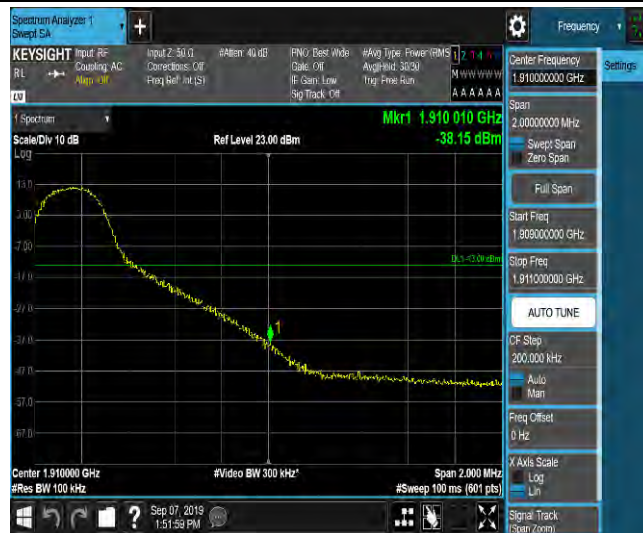 Spectrum Analyzer 1
Swept SA
+
Frequency
KEYSIGHT Input: RF
RL
Coupling: AC
Align: Off
Input Z: 50 Ω
Corrections: Off
Freq Ref: Int (S)
#Atten: 40 dB
PNO: Best Wide
Gate: Off
IF Gain: Low
Sig Track: Off
#Avg Type: Power (RMS
Avg|Hold: 30/30
Trig: Free Run
M W W W W W
A A A A A A
1 Spectrum
Scale/Div 10 dB
Log
Ref Level 23.00 dBm
Mkr1 1.910 010 GHz
-38.15 dBm
13.0
3.00
-7.00
-17.0
-27.0
-37.0
-47.0
-57.0
-67.0
DL1 -13.00 dBm
1
Center 1.910000 GHz
#Video BW 300 kHz*
Span 2.000 MHz
#Res BW 100 kHz
#Sweep 100 ms (601 pts)
Center Frequency
1.910000000 GHz
Settings
Span
2.00000000 MHz
Swept Span
Zero Span
Full Span
Start Freq
1.909000000 GHz
Stop Freq
1.911000000 GHz
AUTO TUNE
CF Step
200.000 kHz
Auto
Man
Freq Offset
0 Hz
X Axis Scale
Log
Lin
Signal Track
(Span Zoom)
?
Sep 07, 2019
1:51:59 PM